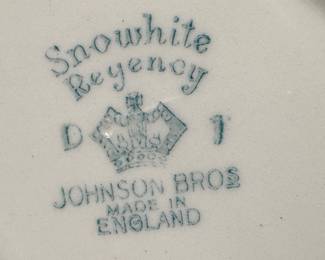 Snowhite
Regency
D 1
JOHNSON BROS
MADE IN
ENGLAND